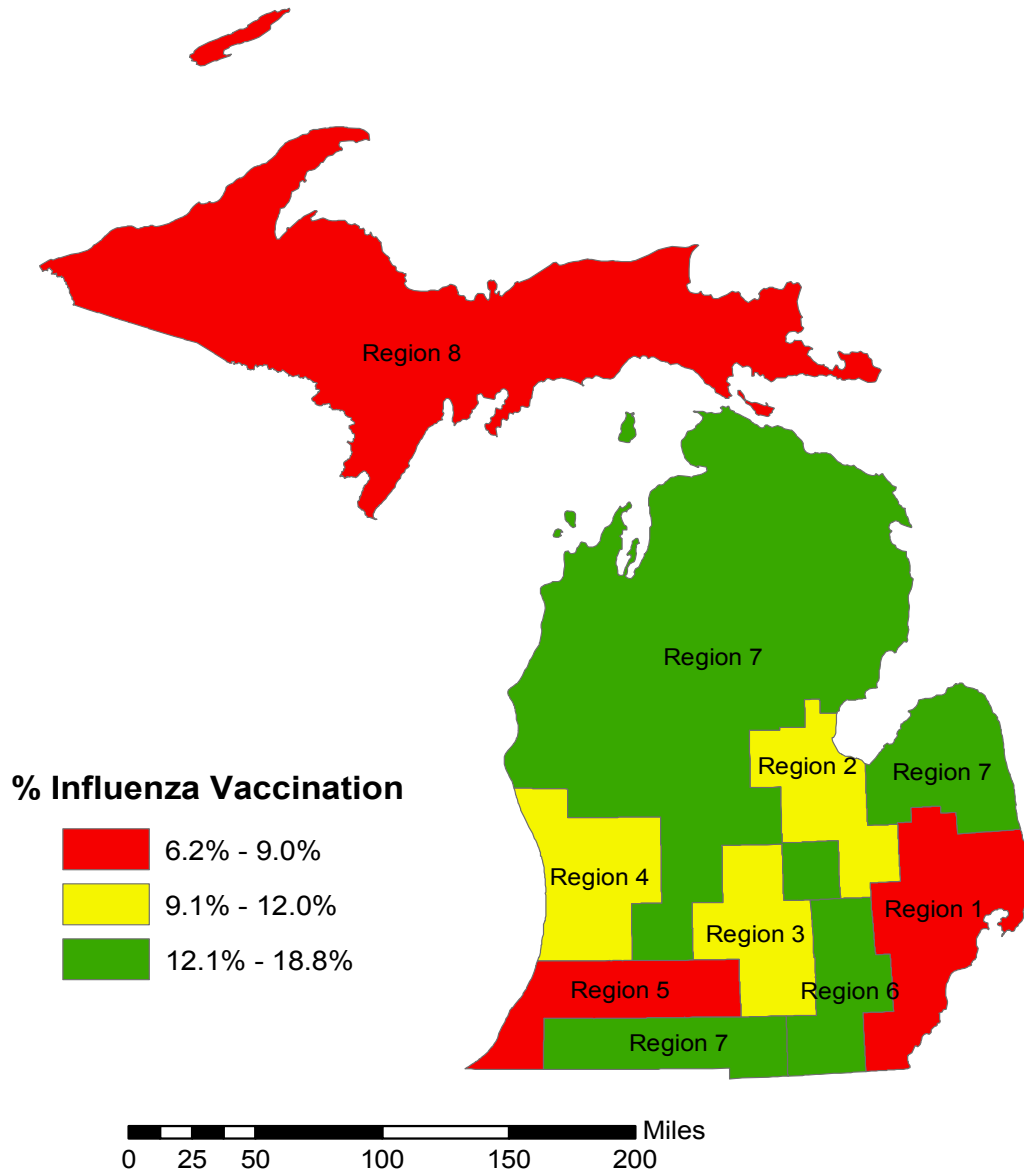 Region 8
Region 7
Region 2
Region 7
% Influenza Vaccination
6.2% - 9.0%
9.1% - 12.0%
12.1% - 18.8%
Region 4
Region 1
Region 3
Region 5
Region 6
Region 7
Miles
0 25 50 100 150 200